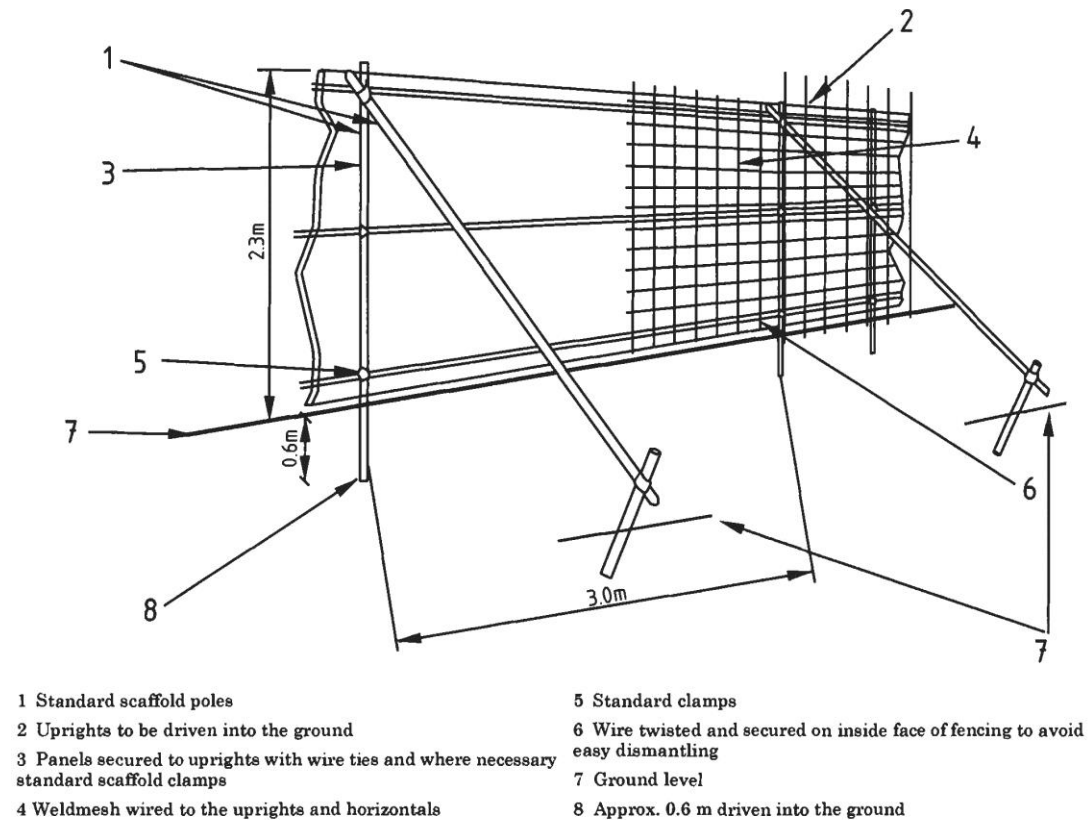 1
2
3
4
2.3m
5
7
0.6m
6
8
3.0m
7
1 Standard scaffold poles
2 Uprights to be driven into the ground
3 Panels secured to uprights with wire ties and where necessary
standard scaffold clamps
4 Weldmesh wired to the uprights and horizontals
5 Standard clamps
6 Wire twisted and secured on inside face of fencing to avoid
easy dismantling
7 Ground level
8 Approx. 0.6 m driven into the ground